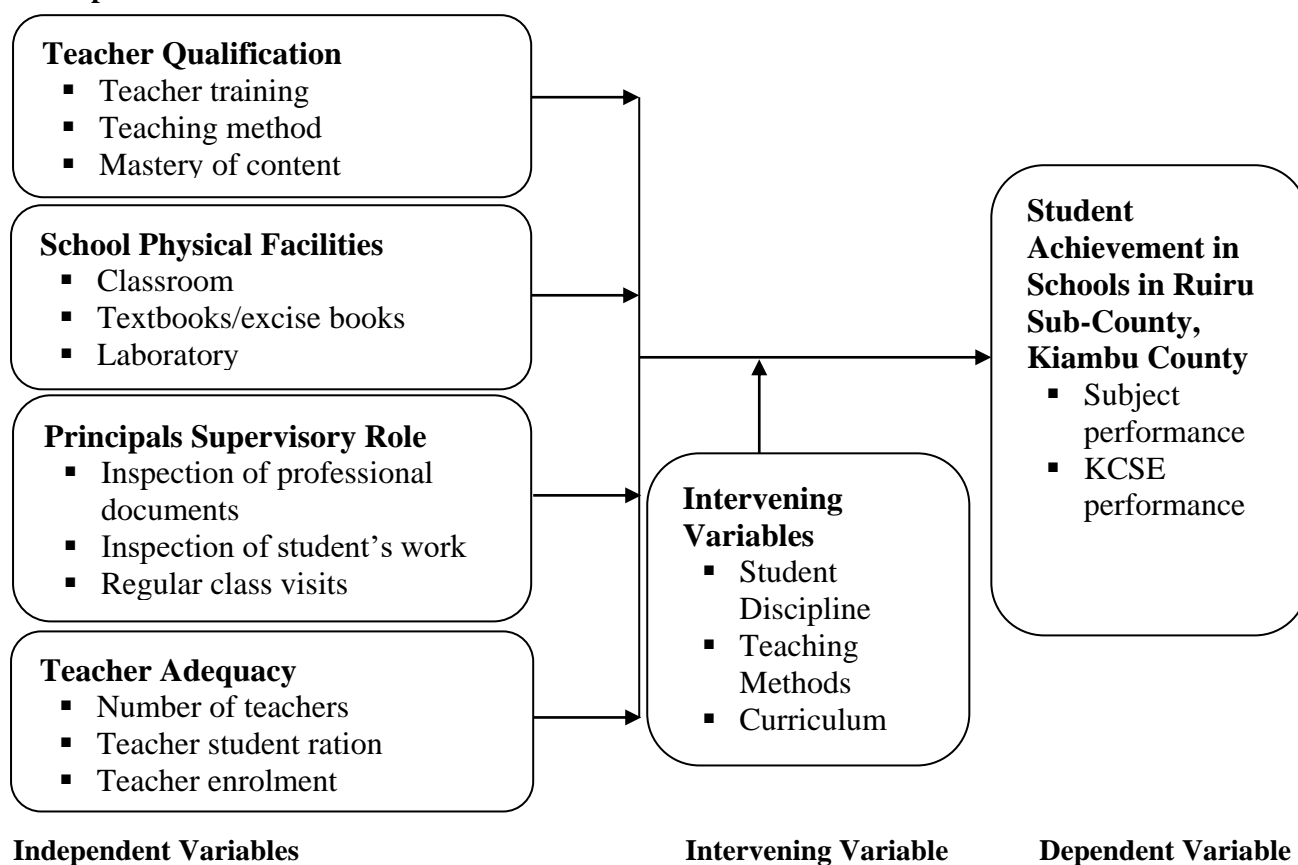 Teacher Qualification
▪ Teacher training
▪ Teaching method
▪ Mastery of content
School Physical Facilities
▪ Classroom
▪ Textbooks/excise books
▪ Laboratory
Principals Supervisory Role
▪ Inspection of professional
documents
▪ Inspection of student’s work
▪ Regular class visits
Teacher Adequacy
▪ Number of teachers
▪ Teacher student ration
▪ Teacher enrolment
Intervening
Variables
▪ Student
Discipline
▪ Teaching
Methods
▪ Curriculum
Student
Achievement in
Schools in Ruiru
Sub-County,
Kiambu County
▪ Subject
performance
▪ KCSE
performance
Independent Variables
Intervening Variable
Dependent Variable